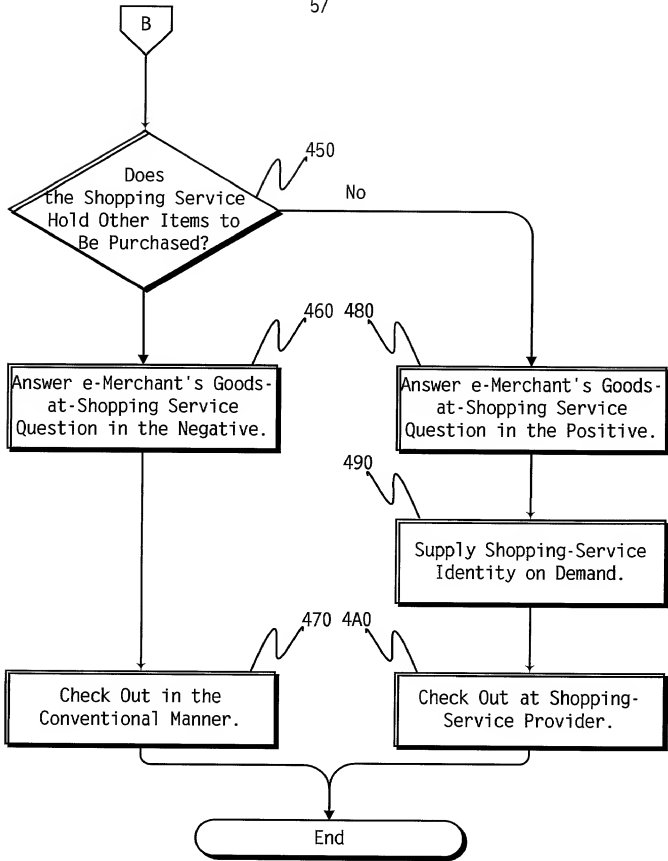 57
B
450
Does
the Shopping Service
Hold Other Items to
Be Purchased?
No
460 480
Answer e-Merchant's Goods-
at-Shopping Service
Question in the Negative.
Answer e-Merchant's Goods-
at-Shopping Service
Question in the Positive.
490
Supply Shopping-Service
Identity on Demand.
470 4A0
Check Out in the
Conventional Manner.
Check Out at Shopping-
Service Provider.
End